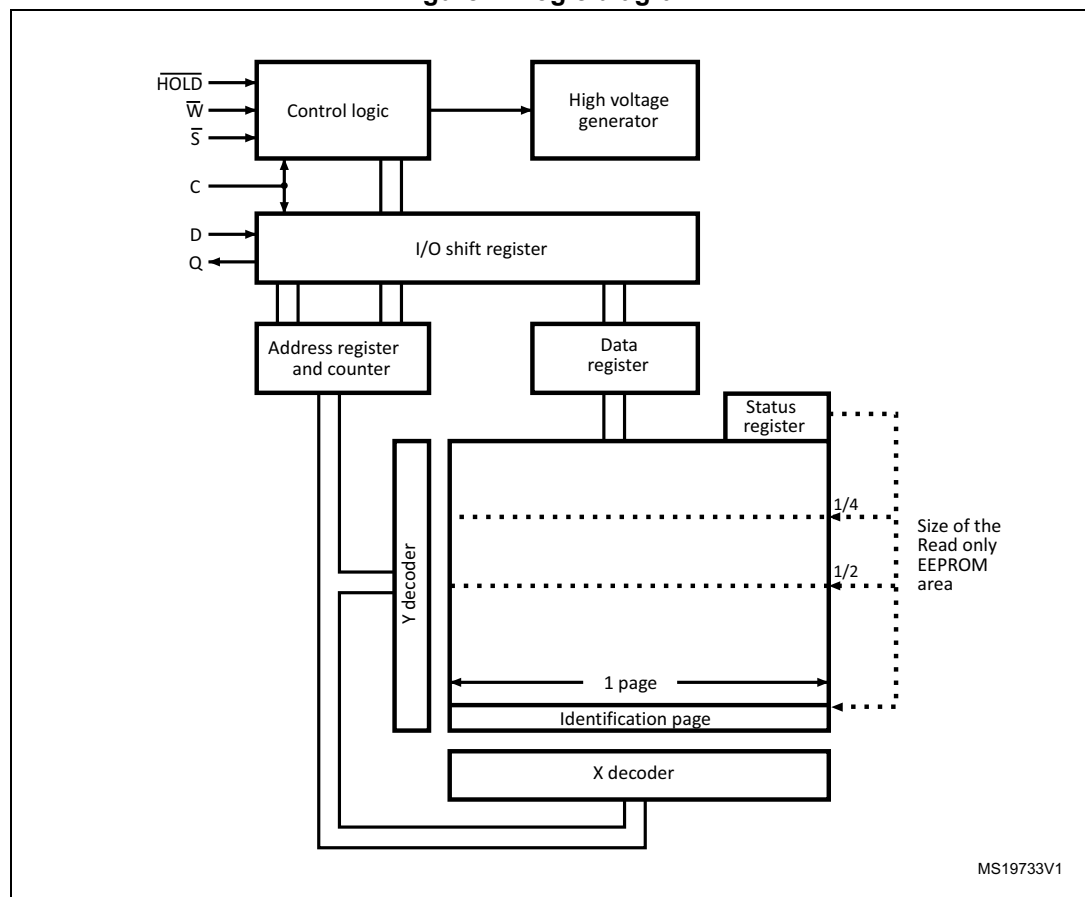 HOLD
W
S
C
D
Q
Control logic
High voltage
generator
I/O shift register
Address register
and counter
Data
register
Status
register
Y decoder
1/4
1/2
Size of the
Read only
EEPROM
area
1 page
Identification page
X decoder
MS19733V1